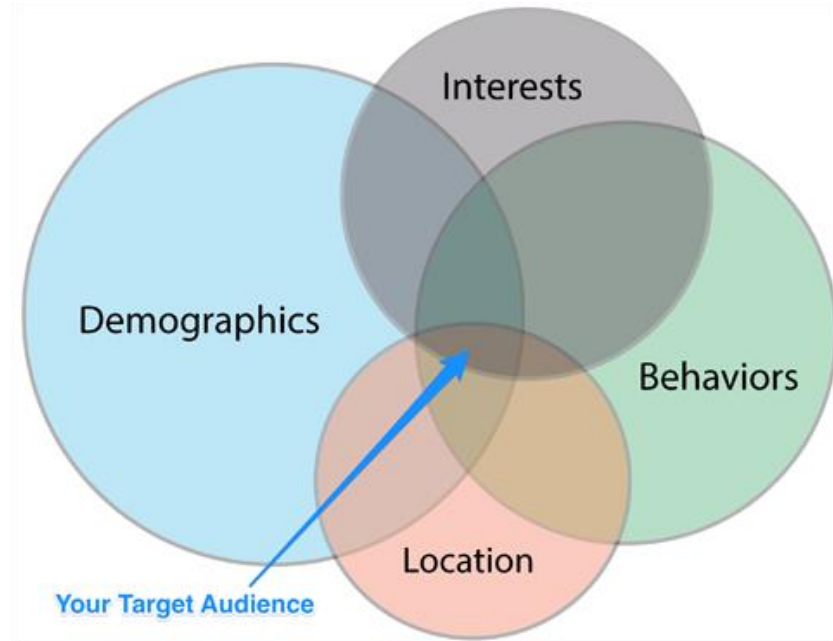 Interests
Demographics
Behaviors
Location
Your Target Audience